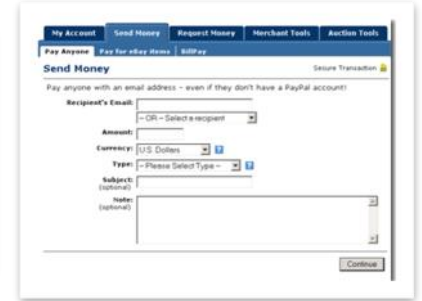 My Account Send Money Request Money Merchant Tools Auction Tools
Pay Anyone Pay for eBay Items BillPay
Send Money Secure Transaction
Pay anyone with an email address - even if they don't have a PayPal account!
Recipient's Email:
-- OR -- Select a recipient
Amount:
Currency: U.S. Dollars ?
Type: -- Please Select Type -- ?
Subject:
(optional)
Note:
(optional)
Continue